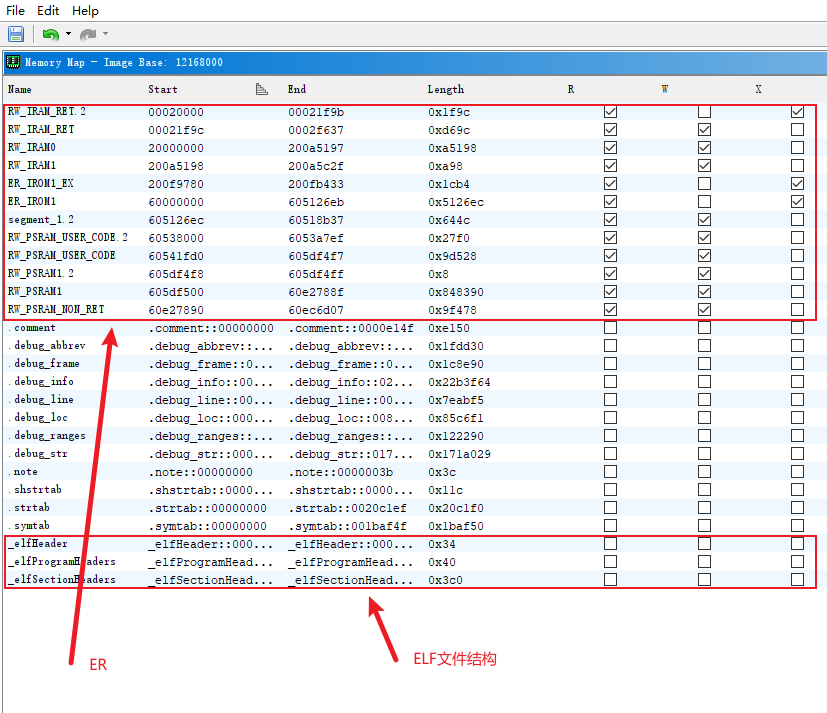 File Edit Help
Memory Map - Image Base: 12168000
Name Start End Length R W X
RW_IRAM_RET.2 00020000 00021f9b 0x1f9c
RW_IRAM_RET 00021f9c 0002f637 0xd69c
RW_IRAM0 20000000 200a5197 0xa5198
RW_IRAM1 200a5198 200a5c2f 0xa98
ER_IROM1_EX 200f9780 200fb433 0x1cb4
ER_IROM1 60000000 605126eb 0x5126ec
segment_1.2 605126ec 60518b37 0x644c
RW_PSRAM_USER_CODE.2 60538000 6053a7ef 0x27f0
RW_PSRAM_USER_CODE 60541fd0 605df4f7 0x9d528
RW_PSRAM1.2 605df4f8 605df4ff 0x8
RW_PSRAM1 605df500 60e2788f 0x848390
RW_PSRAM_NON_RET 60e27890 60ec6d07 0x9f478
.comment .comment::00000000 .comment::0000e14f 0xe150
.debug_abbrev .debug_abbrev::... .debug_abbrev::... 0x1fdd30
.debug_frame .debug_frame::0... .debug_frame::0... 0x1c8e90
.debug_info .debug_info::00... .debug_info::02... 0x22b3f64
.debug_line .debug_line::00... .debug_line::00... 0x7eabf5
.debug_loc .debug_loc::000... .debug_loc::008... 0x85c6f1
.debug_ranges .debug_ranges::... .debug_ranges::... 0x122290
.debug_str .debug_str::000... .debug_str::017... 0x171a029
.note .note::00000000 .note::0000003b 0x3c
.shstrtab .shstrtab::0000... .shstrtab::0000... 0x11c
.strtab .strtab::00000000 .strtab::0020c1ef 0x20c1f0
.symtab .symtab::00000000 .symtab::001baf4f 0x1baf50
_elfHeader _elfHeader::000... _elfHeader::000... 0x34
_elfProgramHeaders _elfProgramHead... _elfProgramHead... 0x40
_elfSectionHeaders _elfSectionHead... _elfSectionHead... 0x3c0
ER ELF文件结构